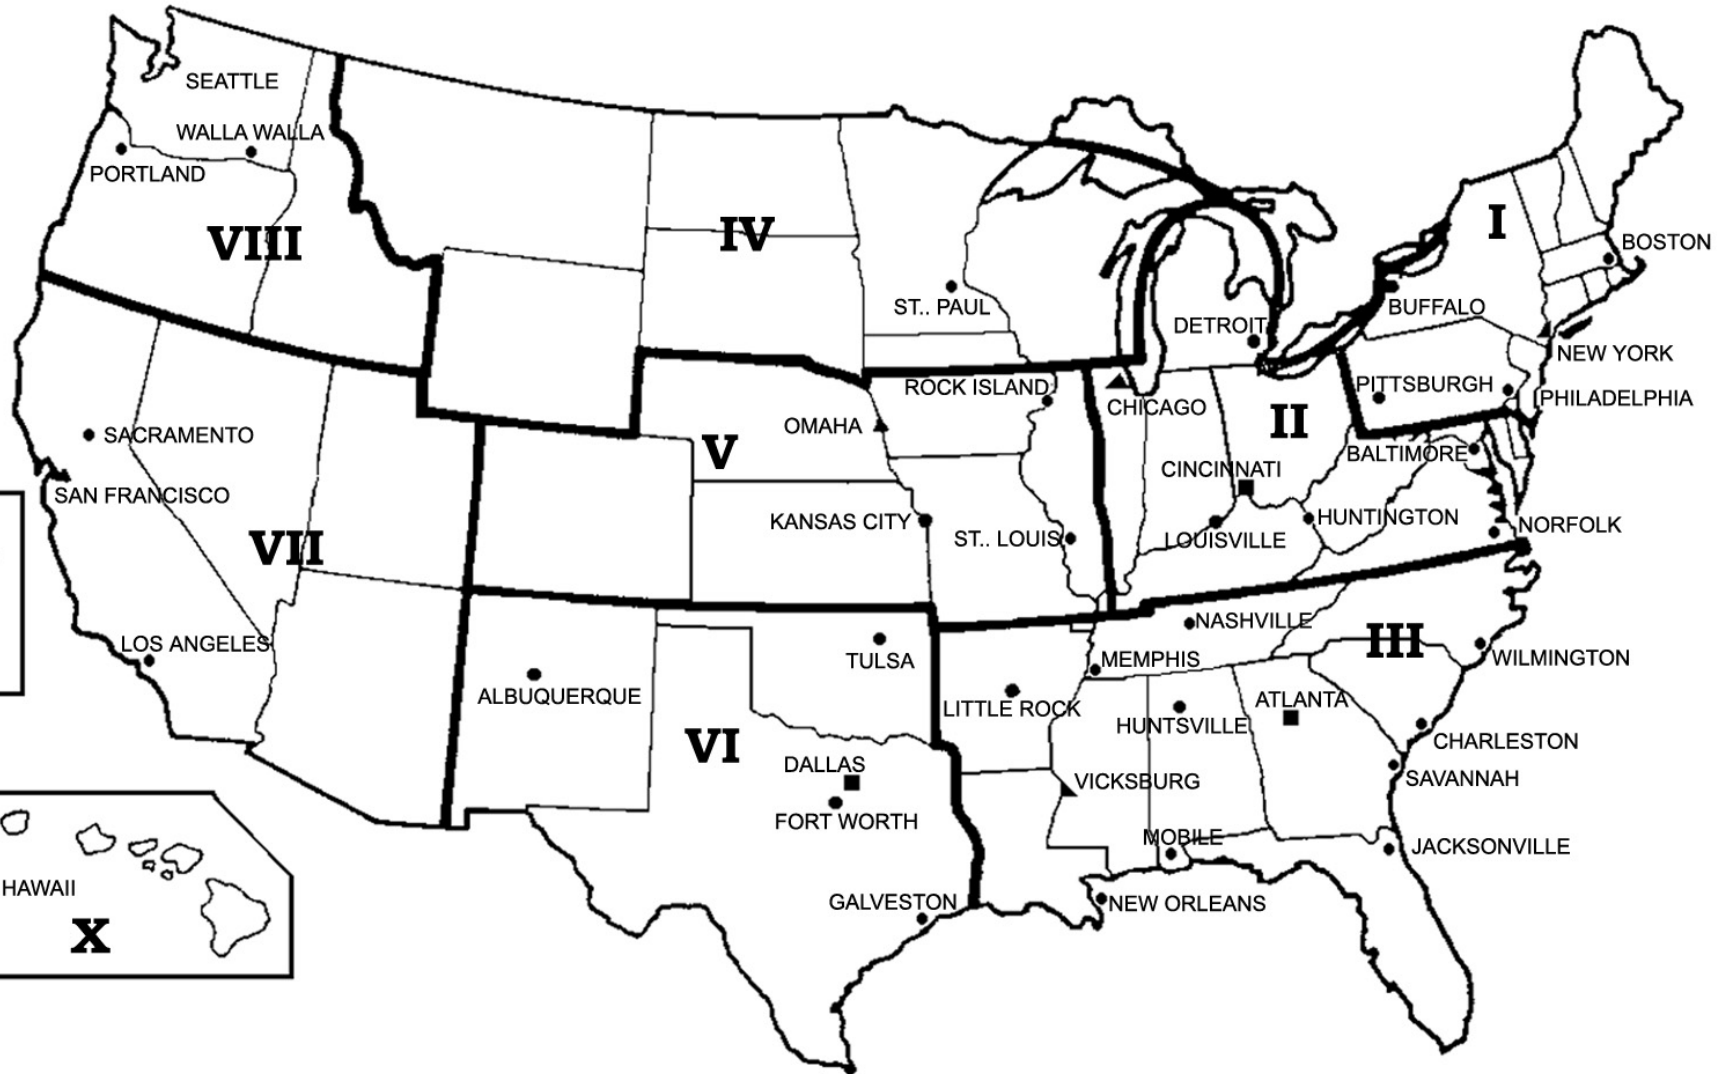 SEATTLE
WALLA WALLA
PORTLAND
VIII
IV
I
BOSTON
ST.. PAUL
BUFFALO
DETROIT
NEW YORK
ROCK ISLAND
PITTSBURGH
PHILADELPHIA
CHICAGO
OMAHA
II
SACRAMENTO
V
BALTIMORE
CINCINNATI
SAN FRANCISCO
KANSAS CITY
HUNTINGTON
NORFOLK
ST.. LOUIS
LOUISVILLE
VII
NASHVILLE
III
LOS ANGELES
TULSA
MEMPHIS
WILMINGTON
ALBUQUERQUE
LITTLE ROCK
ATLANTA
HUNTSVILLE
VI
CHARLESTON
DALLAS
VICKSBURG
SAVANNAH
FORT WORTH
MOBILE
JACKSONVILLE
HAWAII
GALVESTON
NEW ORLEANS
X